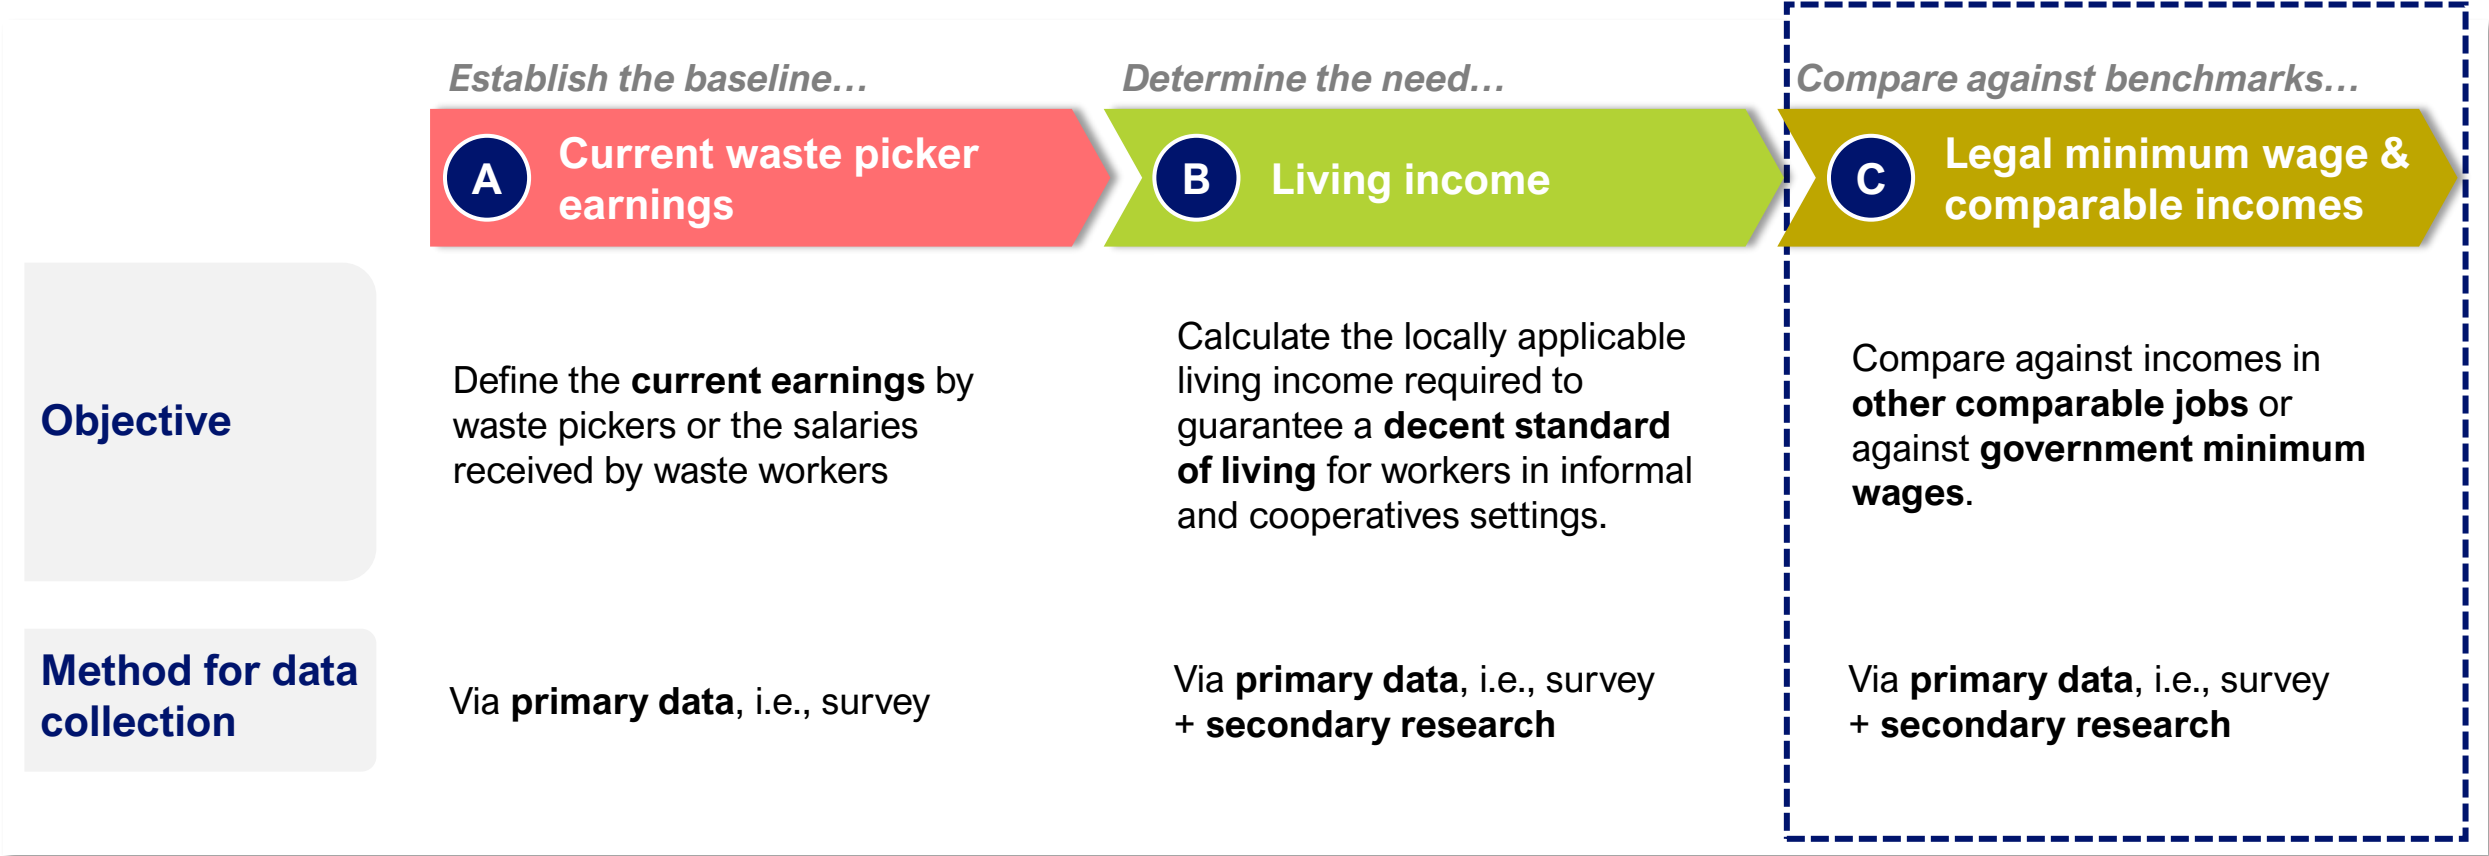 Establish the baseline…
Determine the need…
Compare against benchmarks…
A
Current waste picker
earnings
B
Living income
C
Legal minimum wage &
comparable incomes
Objective
Define the current earnings by
waste pickers or the salaries
received by waste workers
Calculate the locally applicable
living income required to
guarantee a decent standard
of living for workers in informal
and cooperatives settings.
Compare against incomes in
other comparable jobs or
against government minimum
wages.
Method for data
collection
Via primary data, i.e., survey
Via primary data, i.e., survey
+ secondary research
Via primary data, i.e., survey
+ secondary research